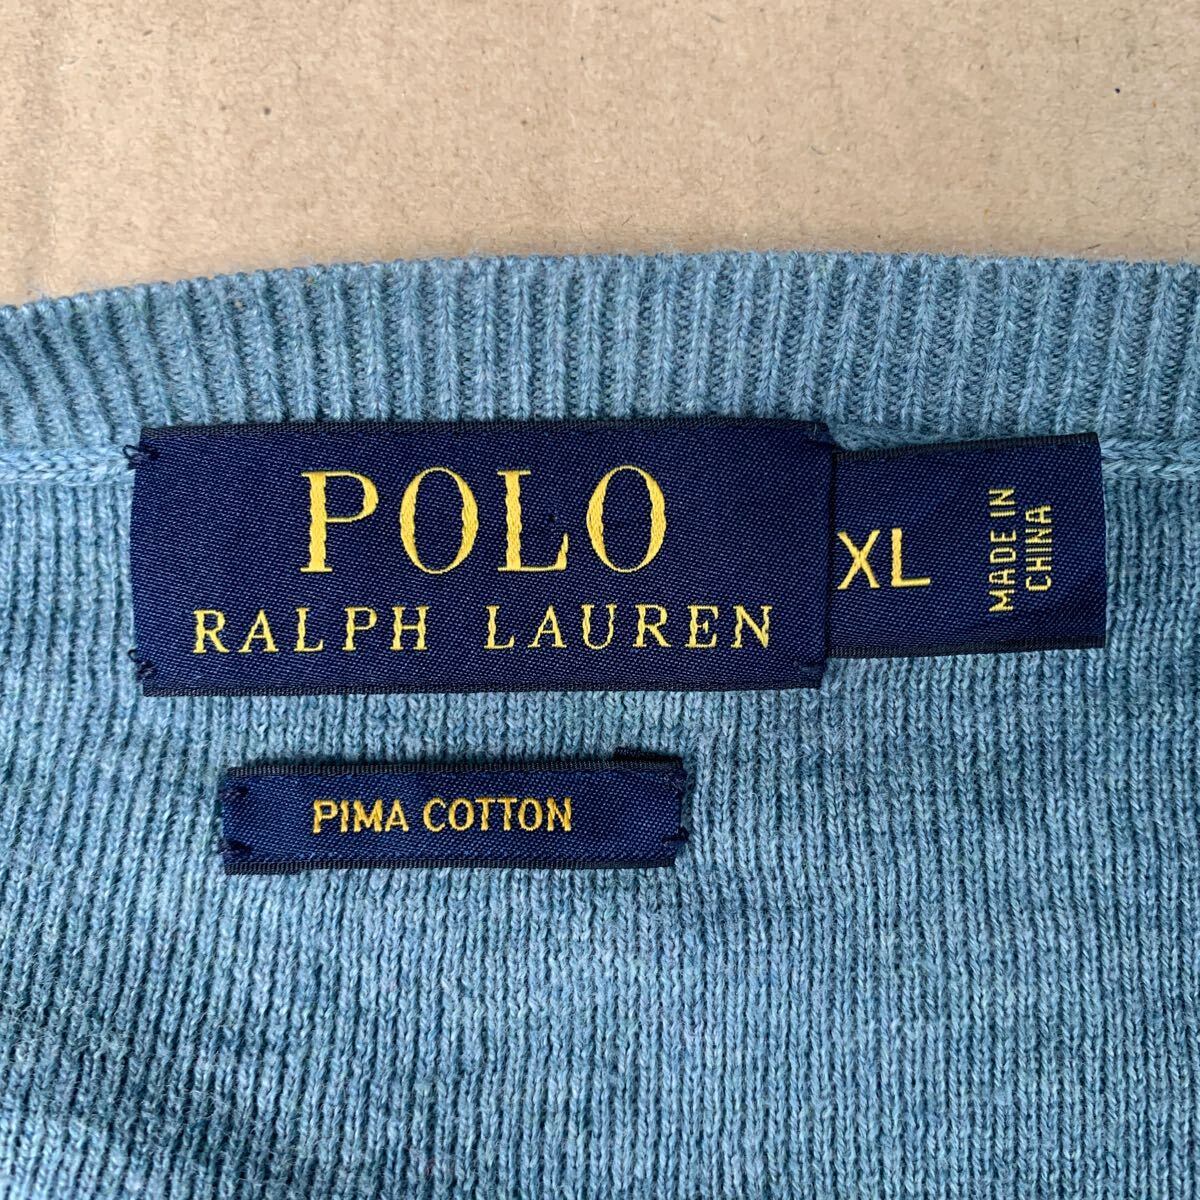 POLO
RALPH LAUREN
XL
MADE IN
CHINA
PIMA COTTON